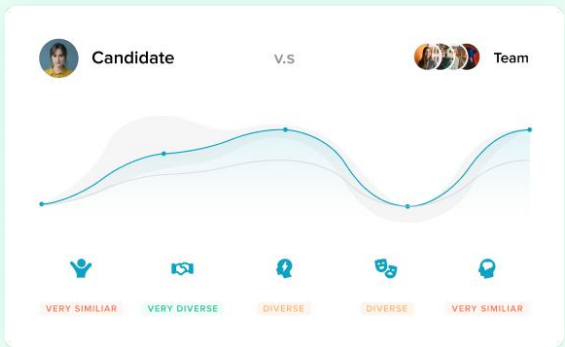 Candidate
V.S
Team
VERY SIMILIAR
VERY DIVERSE
DIVERSE
DIVERSE
VERY SIMILIAR